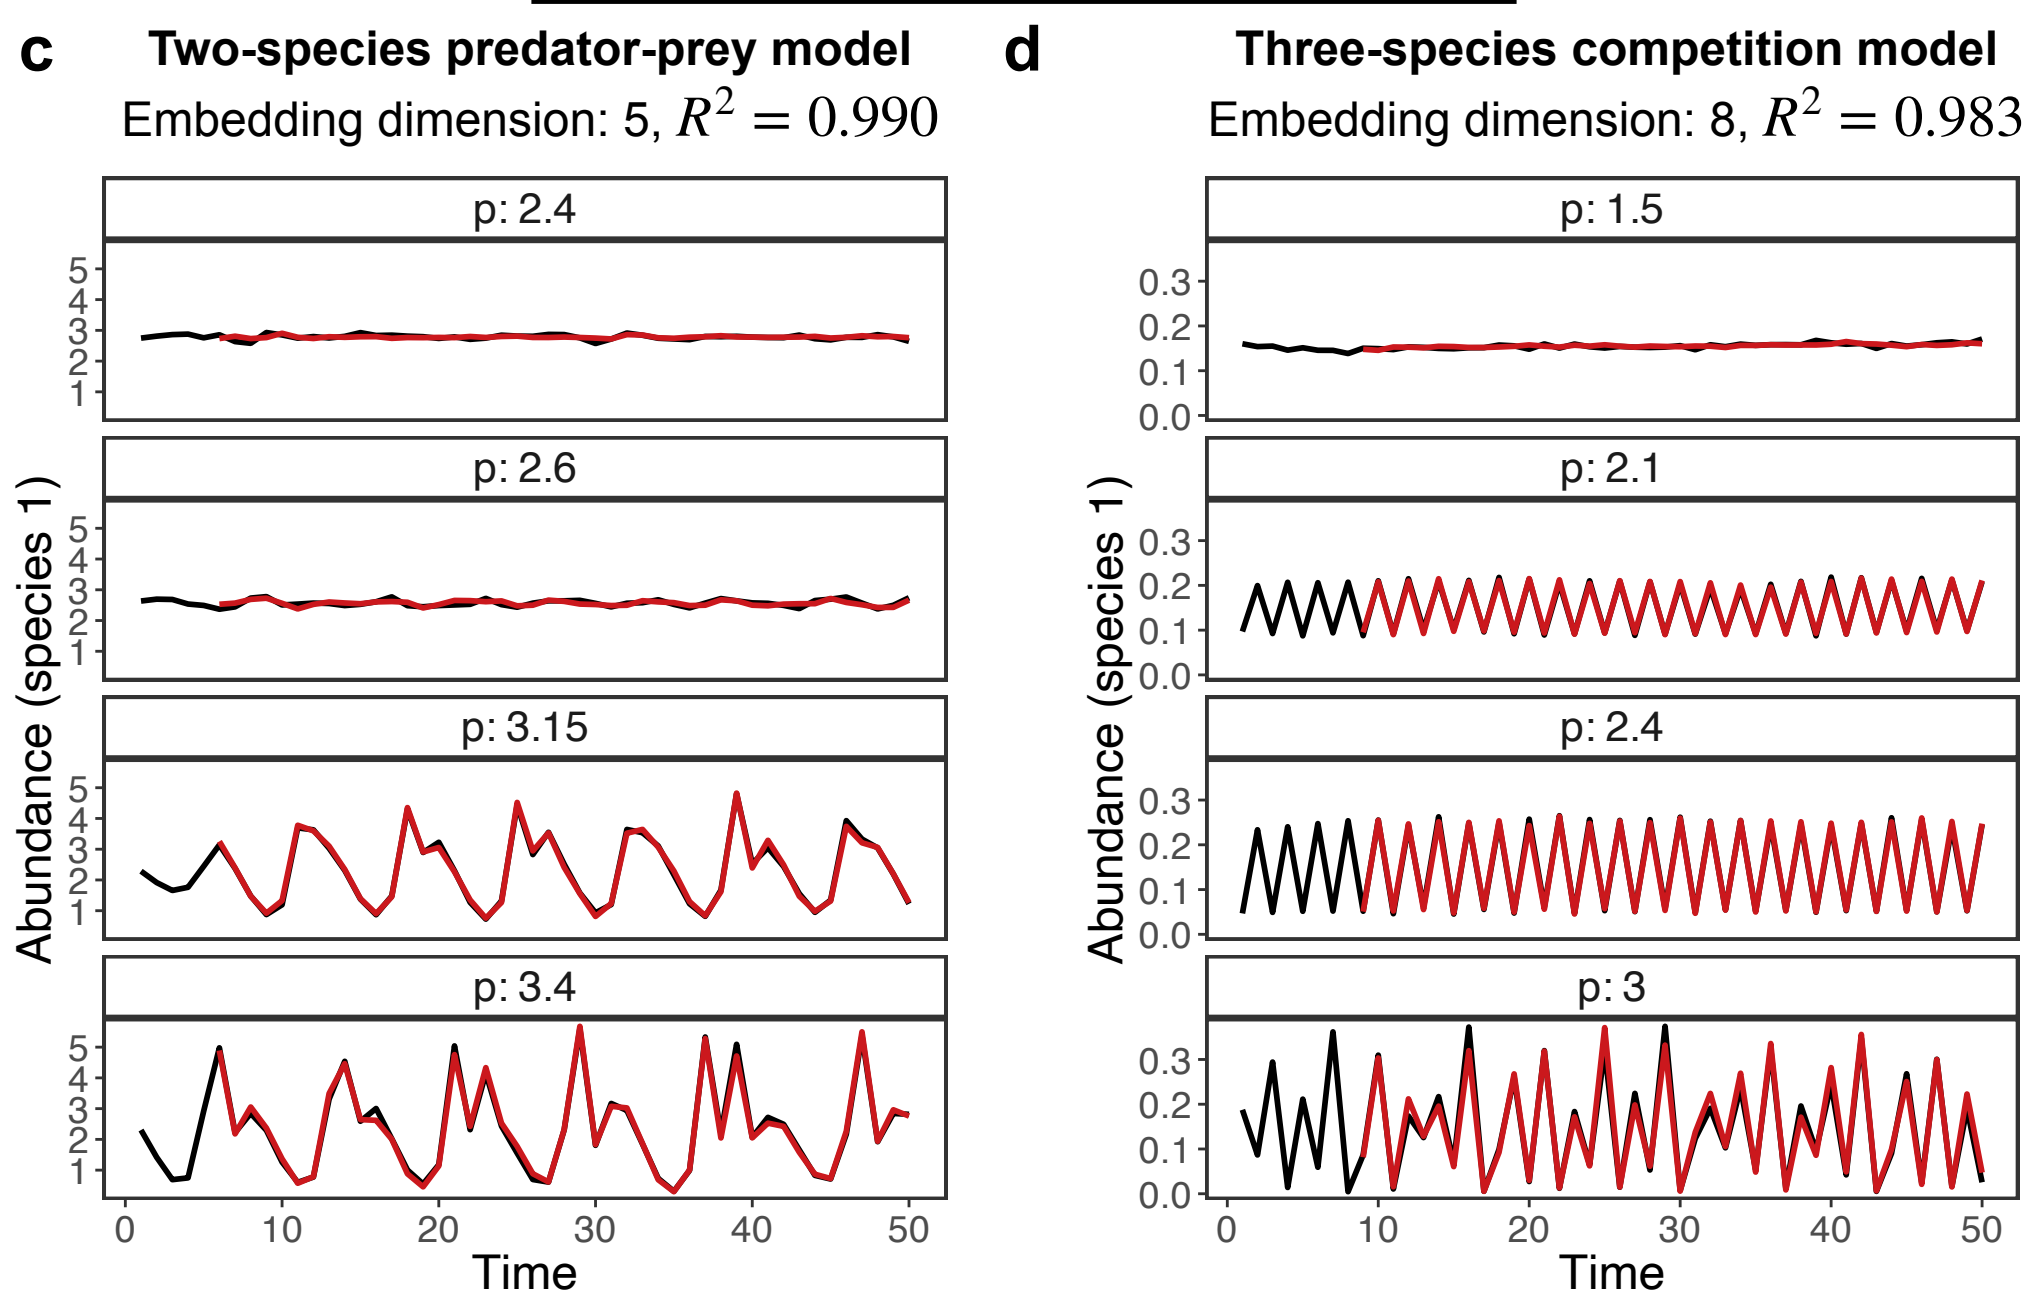 c Two-species predator-prey model
Embedding dimension: 5, R² = 0.990
p: 2.4
5
4
3
2
1
p: 2.6
5
4
3
2
1
p: 3.15
5
4
3
2
1
p: 3.4
5
4
3
2
1
0 10 20 30 40 50
Time
Abundance (species 1)
d Three-species competition model
Embedding dimension: 8, R² = 0.983
p: 1.5
0.3
0.2
0.1
0.0
p: 2.1
0.3
0.2
0.1
0.0
p: 2.4
0.3
0.2
0.1
0.0
p: 3
0.3
0.2
0.1
0.0
0 10 20 30 40 50
Time
Abundance (species 1)